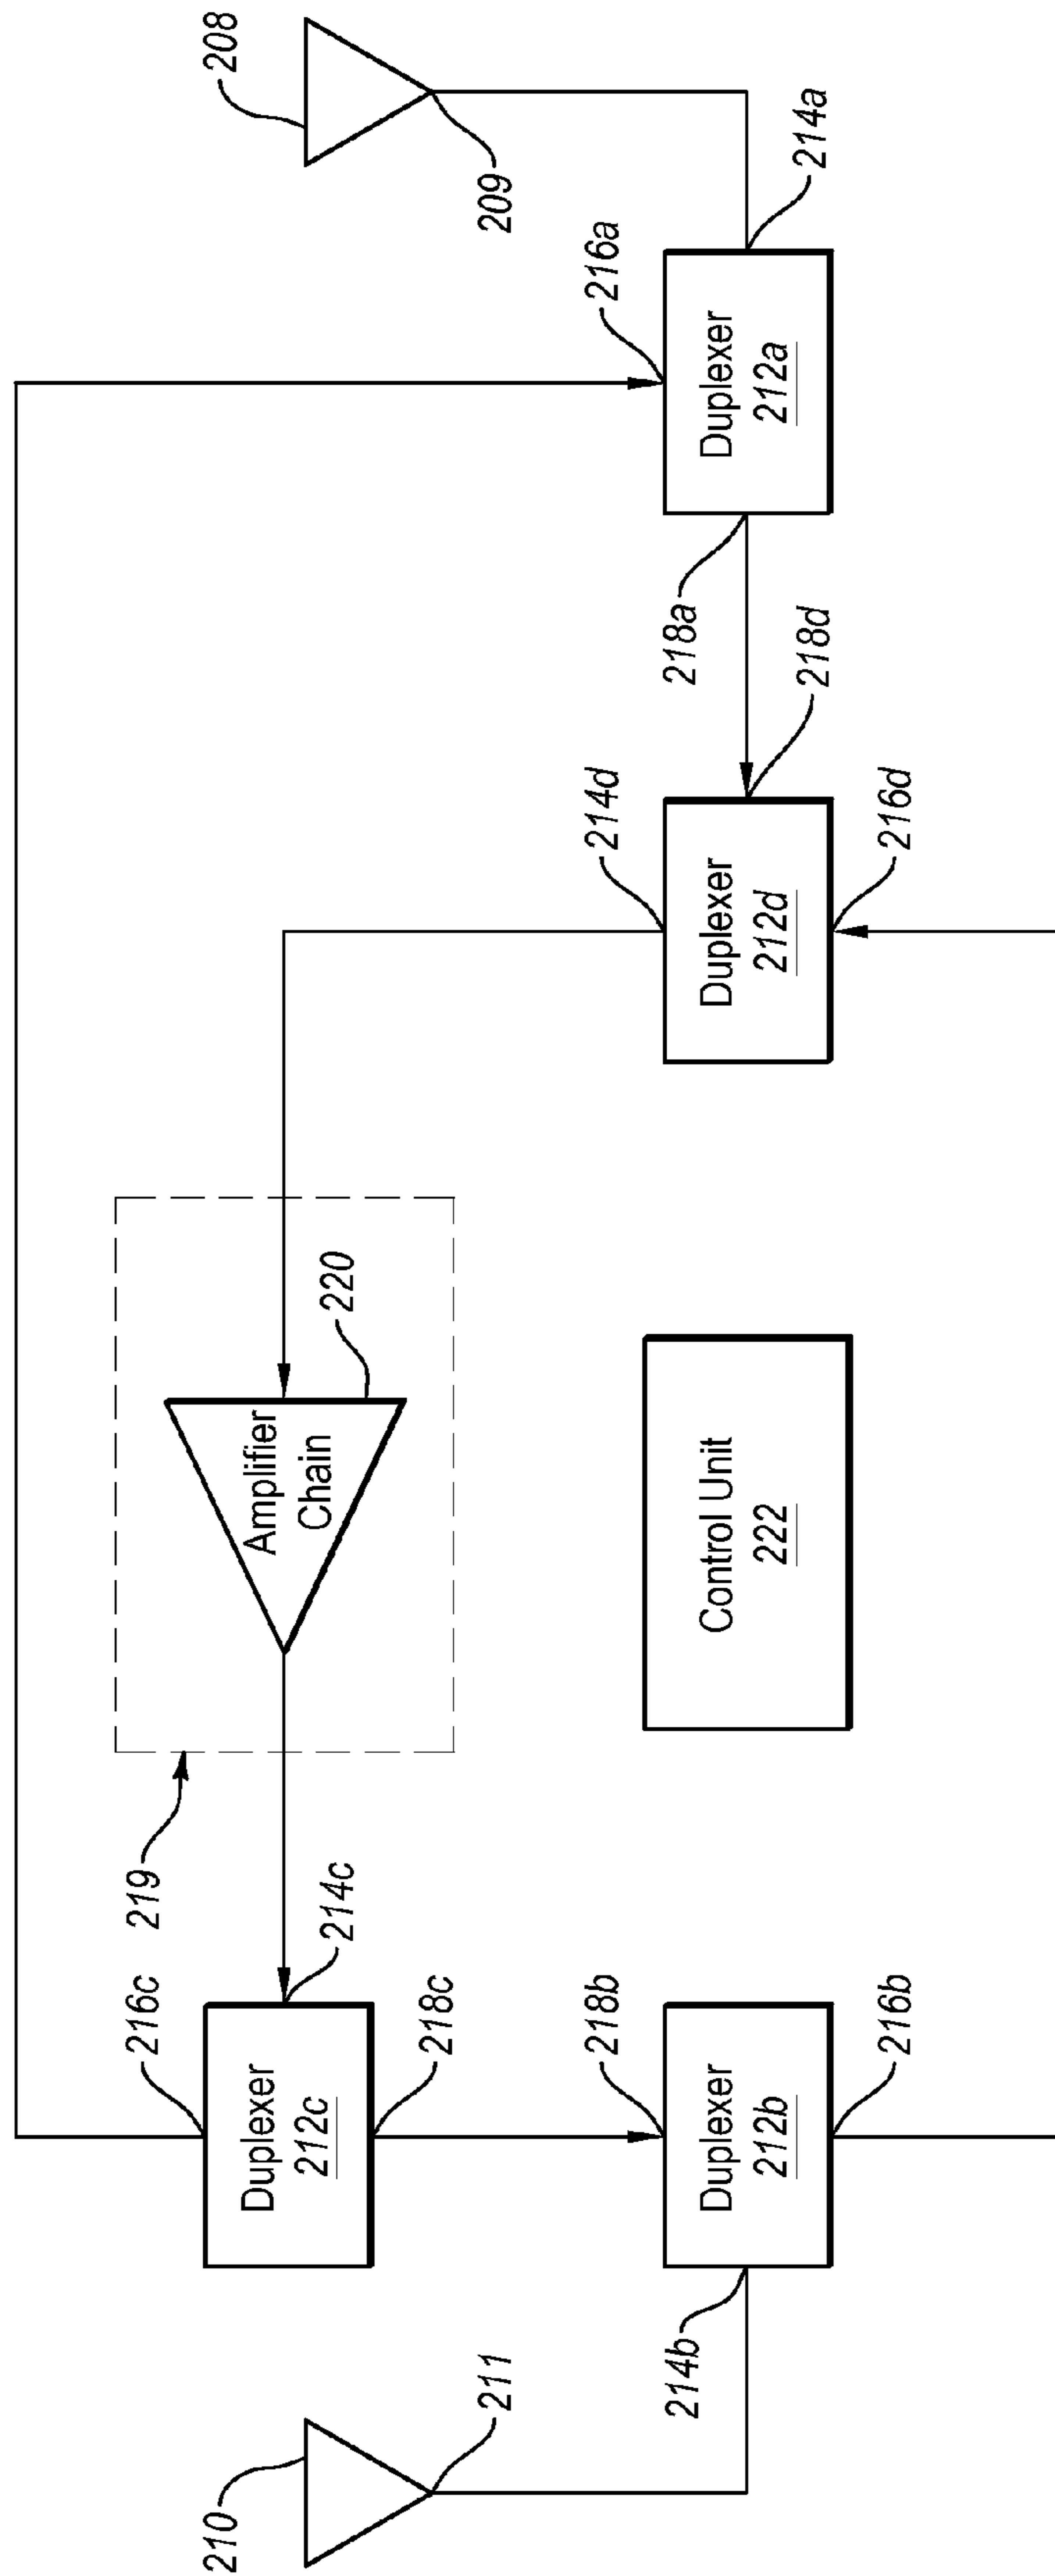 216c
219
210
208
Duplexer
212c
Amplifier
Chain
214c
220
218c
211
209
218b
214d
216a
214b
218a
Duplexer
212b
Control Unit
222
Duplexer
212d
Duplexer
212a
218d
214a
216b
216d